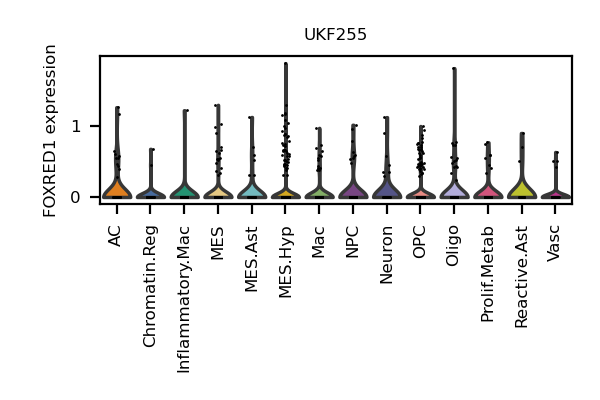 UKF255
FOXRED1 expression
1
0
AC
Chromatin.Reg
Inflammatory.Mac
MES
MES.Ast
MES.Hyp
Mac
NPC
Neuron
OPC
Oligo
Prolif.Metab
Reactive.Ast
Vasc